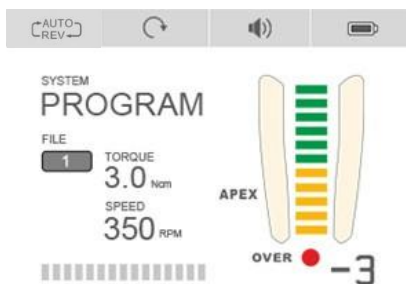 AUTO
REV
SYSTEM
PROGRAM
FILE
1
TORQUE
3.0 Ncm
SPEED
350 RPM
APEX
OVER
-3